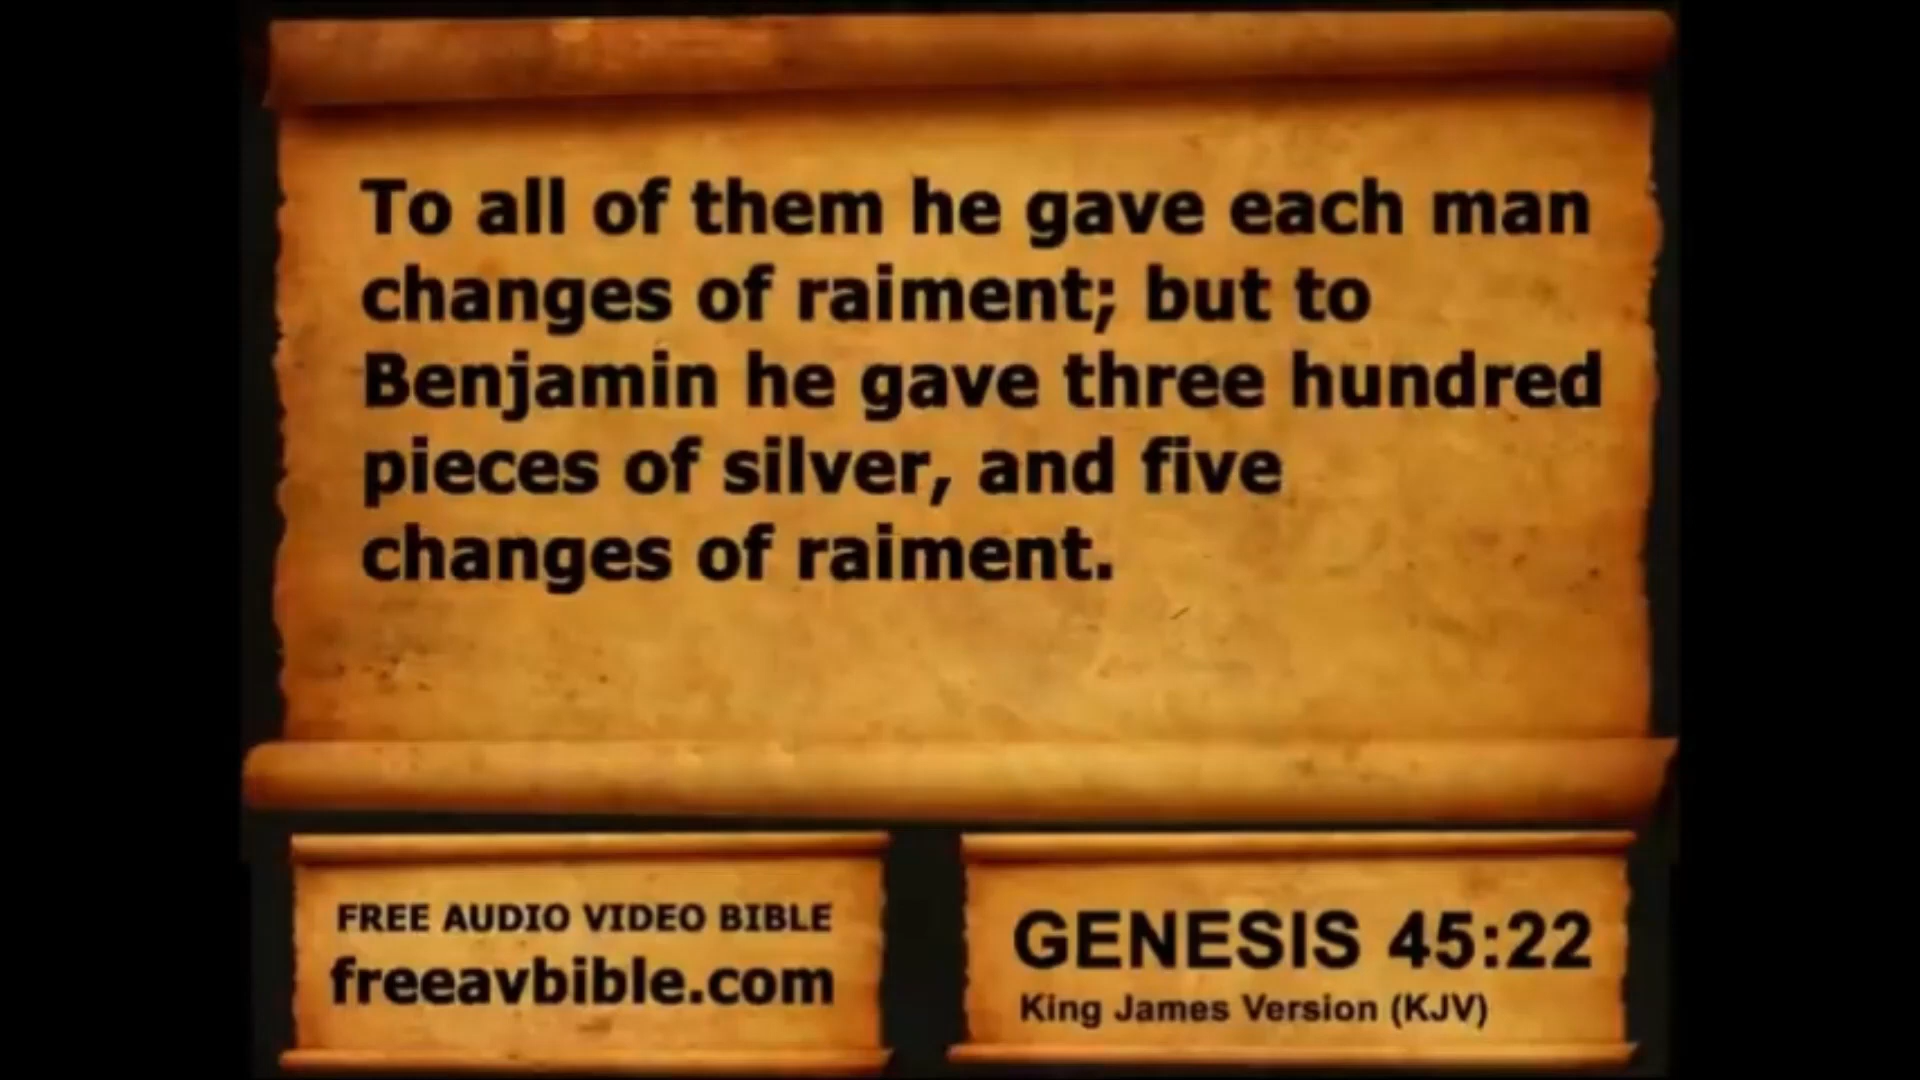 To all of them he gave each man
changes of raiment; but to
Benjamin he gave three hundred
pieces of silver, and five
changes of raiment.
FREE AUDIO VIDEO BIBLE
freeavbible.com
GENESIS 45:22
King James Version (KJV)